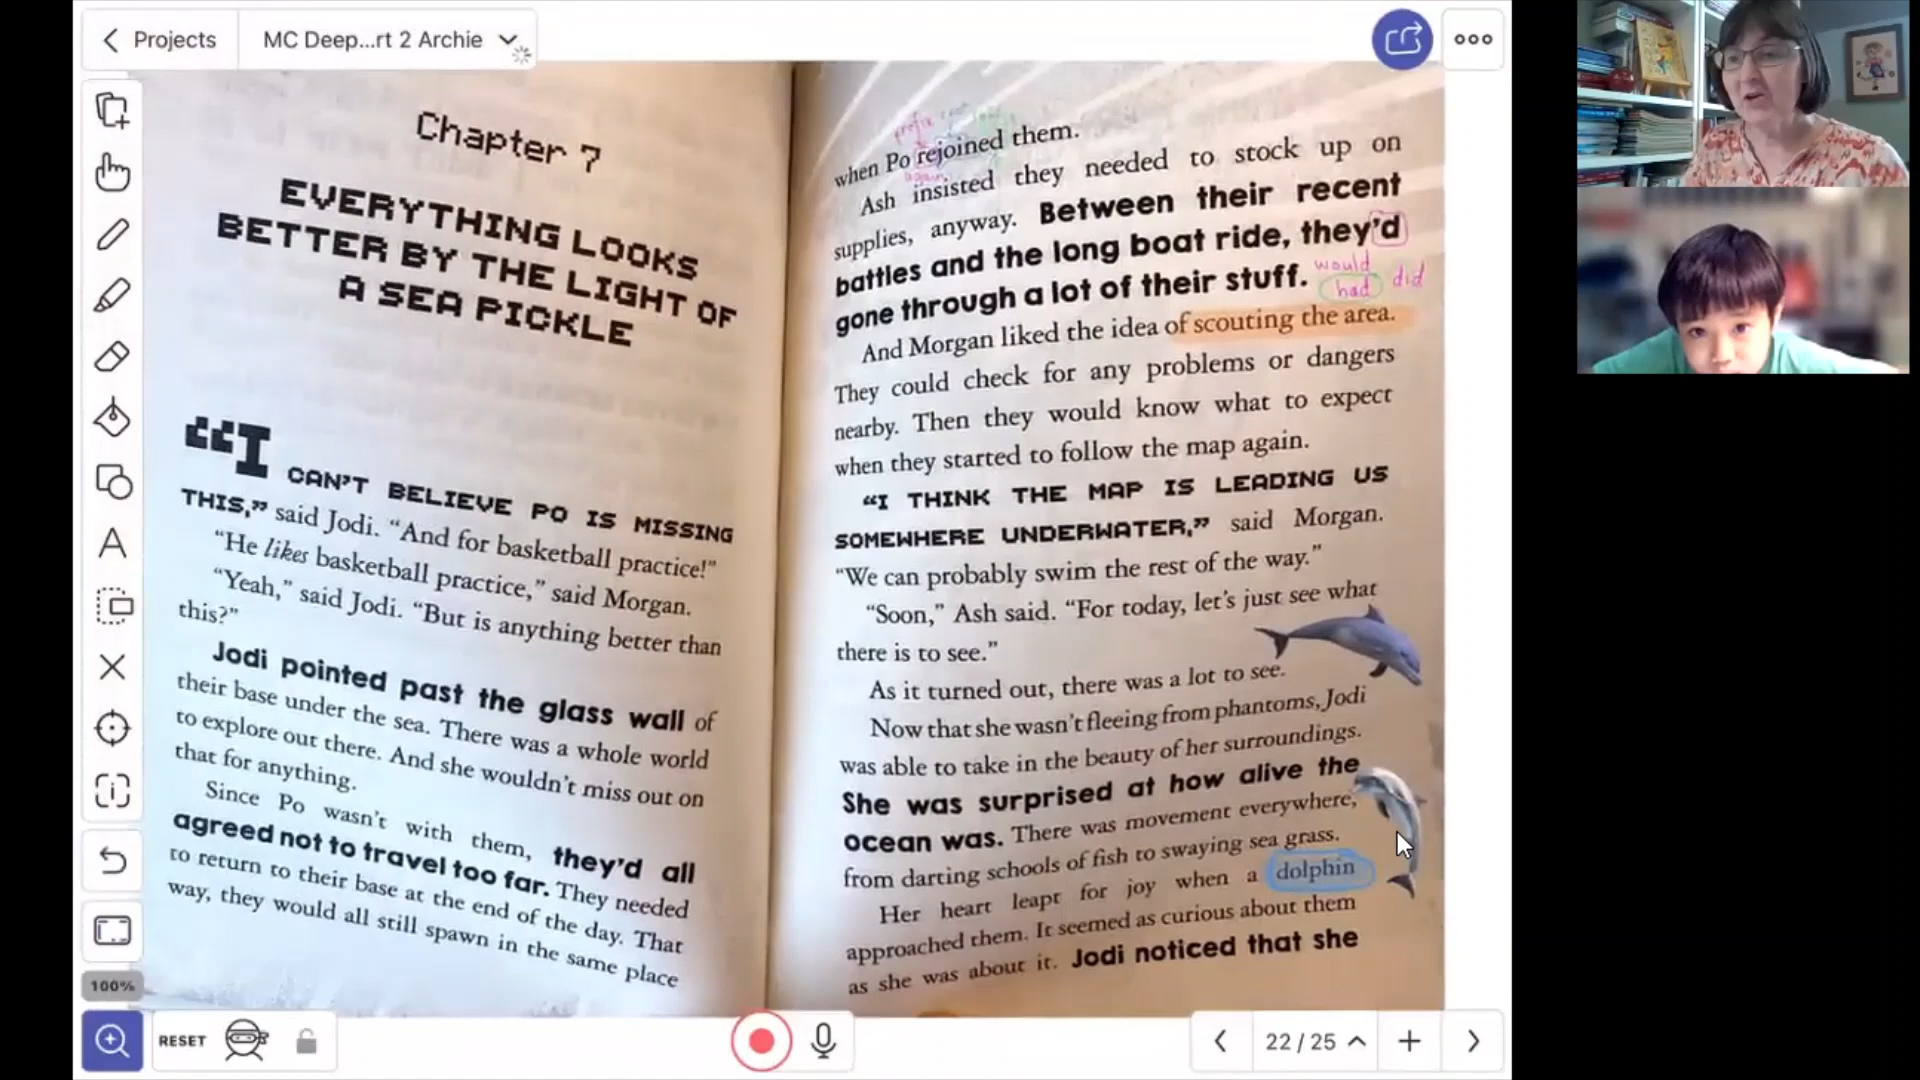 Projects
MC Deep...rt 2 Archie
Chapter 7
EVERYTHING LOOKS
BETTER BY THE LIGHT OF
A SEA PICKLE
“I CAN’T BELIEVE PO IS MISSING
THIS,” said Jodi. “And for basketball practice!”
“He likes basketball practice,” said Morgan.
“Yeah,” said Jodi. “But is anything better than
this?”
Jodi pointed past the glass wall of
their base under the sea. There was a whole world
to explore out there. And she wouldn’t miss out on
that for anything.
Since Po wasn’t with them, they’d all
agreed not to travel too far. They needed
to return to their base at the end of the day. That
way, they would all still spawn in the same place
prefix
when Po rejoined them.
again
Ash insisted they needed to stock up on
supplies, anyway. Between their recent
battles and the long boat ride, they’d
gone through a lot of their stuff.
would
had did
And Morgan liked the idea of scouting the area.
They could check for any problems or dangers
nearby. Then they would know what to expect
when they started to follow the map again.
“I THINK THE MAP IS LEADING US
SOMEWHERE UNDERWATER,” said Morgan.
“We can probably swim the rest of the way.”
“Soon,” Ash said. “For today, let’s just see what
there is to see.”
As it turned out, there was a lot to see.
Now that she wasn’t fleeing from phantoms, Jodi
was able to take in the beauty of her surroundings.
She was surprised at how alive the
ocean was. There was movement everywhere,
from darting schools of fish to swaying sea grass.
Her heart leapt for joy when a dolphin
approached them. It seemed as curious about them
as she was about it. Jodi noticed that she
100%
RESET
22 / 25